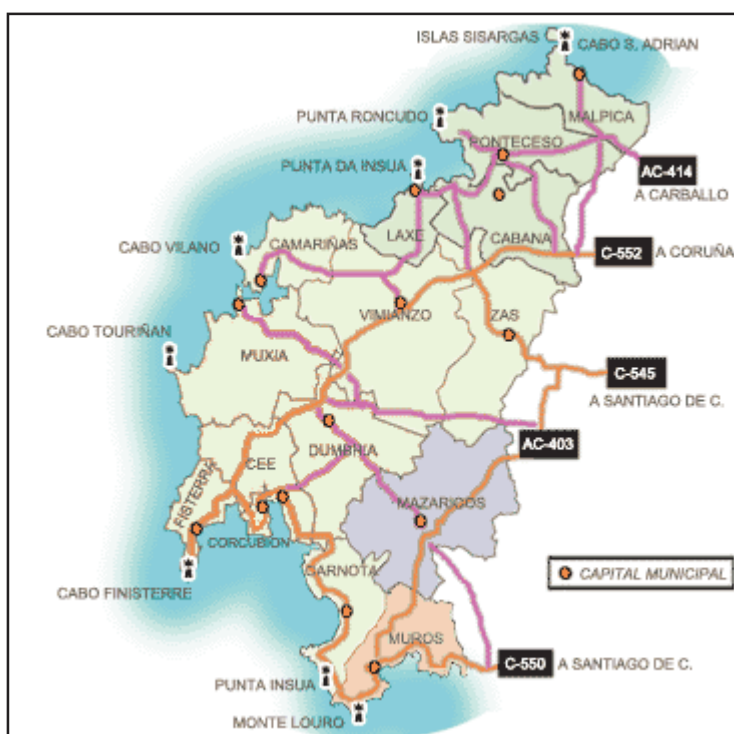 ISLAS SISARGAS
CABO S. ADRIAN
MALPICA
PUNTA RONCUDO
PONTECESO
PUNTA DA INSUA
AC-414
A CARBALLO
LAXE
CABANA
C-552 A CORUÑA
CABO VILANO
CAMARIÑAS
VIMIANZO
ZAS
CABO TOURIÑAN
MUXIA
C-545
A SANTIAGO DE C.
AC-403
DUMBRIA
CEE
FISTERRA
MAZARICOS
CORCUBION
CARNOTA
CABO FINISTERRE
CAPITAL MUNICIPAL
MUROS
C-550 A SANTIAGO DE C.
PUNTA INSUA
MONTE LOURO